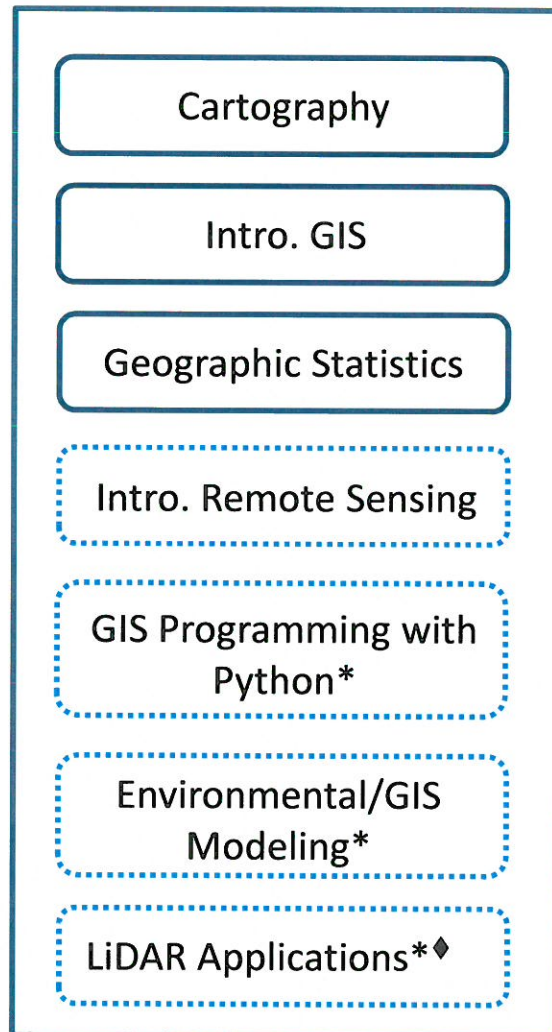 Cartography
Intro. GIS
Geographic Statistics
Intro. Remote Sensing
GIS Programming with
Python*
Environmental/GIS
Modeling*
LiDAR Applications*♦